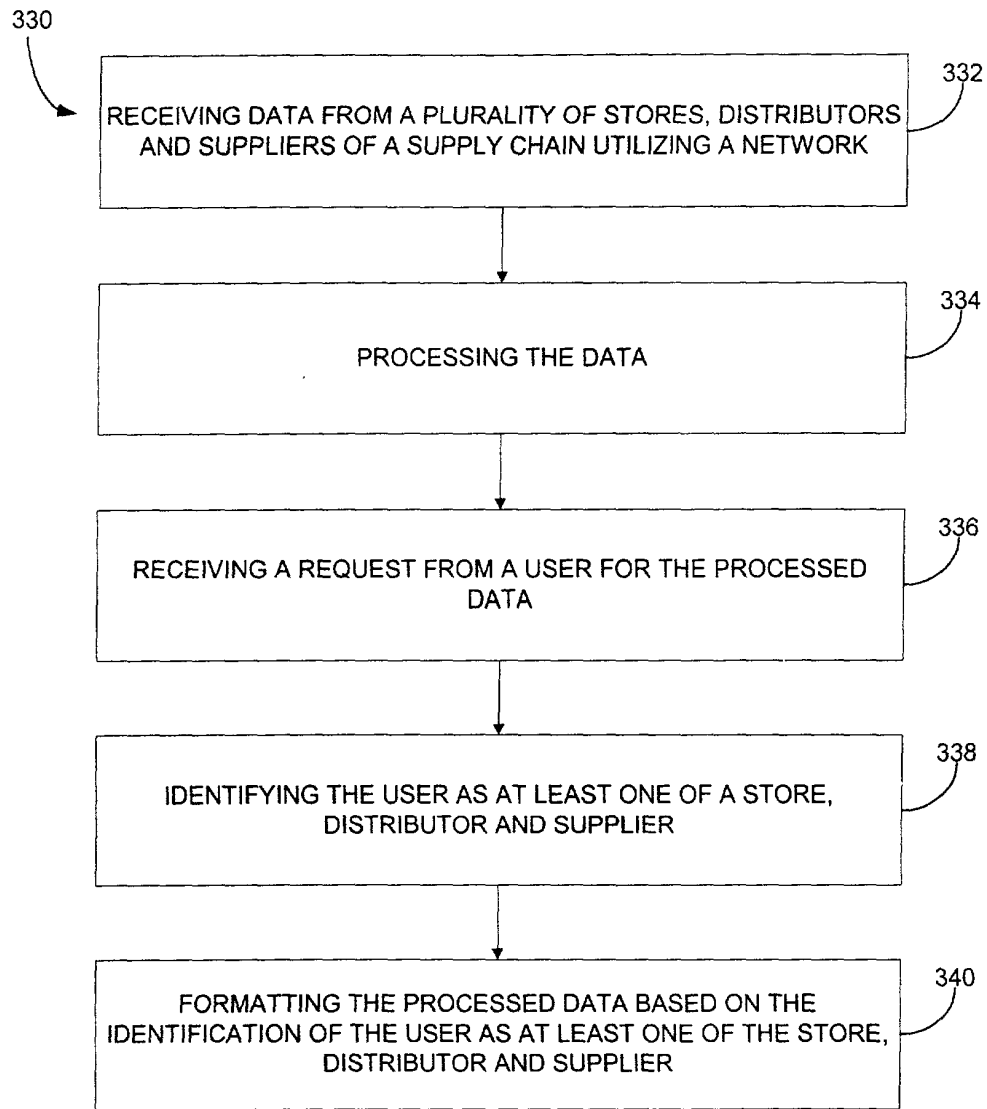 330
332
RECEIVING DATA FROM A PLURALITY OF STORES, DISTRIBUTORS
AND SUPPLIERS OF A SUPPLY CHAIN UTILIZING A NETWORK
334
PROCESSING THE DATA
336
RECEIVING A REQUEST FROM A USER FOR THE PROCESSED
DATA
338
IDENTIFYING THE USER AS AT LEAST ONE OF A STORE,
DISTRIBUTOR AND SUPPLIER
340
FORMATTING THE PROCESSED DATA BASED ON THE
IDENTIFICATION OF THE USER AS AT LEAST ONE OF THE STORE,
DISTRIBUTOR AND SUPPLIER